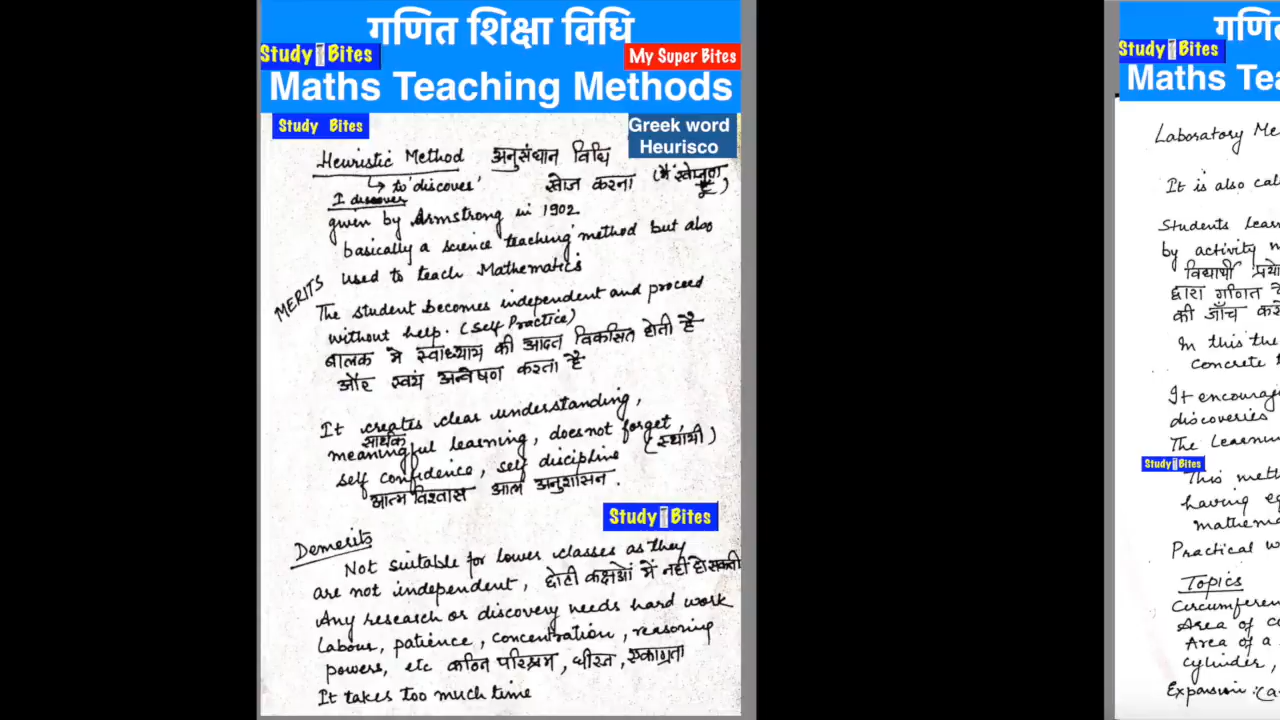 गणित शिक्षा विधि
Study Bites
My Super Bites
Maths Teaching Methods
Study Bites
Greek word
Heurisco
Heuristic Method अनुसंधान विधि
↳ to 'discover' खोज करना (मैं खोजता हूँ)
I discover
given by Armstrong in 1902
basically a science teaching method but also
used to teach Mathematics
MERITS
The student becomes independent and proceed
without help. (Self Practice)
बालक मे स्वाध्याय की आदत विकसित होती है
और स्वयं अन्वेषण करता है
It creates clear understanding,
सार्थक
meaningful learning, does not forget,
(स्थायी)
self confidence, self discipline
आत्म विश्वास आत्म अनुशासन.
Study Bites
Demerits
Not suitable for lower classes as they
are not independent, छोटी कक्षओं में नहीं हो सकती
Any research or discovery needs hard work
Labour, patience, concentration, reasoning
powers, etc कठिन परिश्रम, धीरज, एकाग्रता
It takes too much time
गणित
Study Bites
Maths Tea
Laboratory Me
It is also cal
Students lear
by activity
विद्यार्थी प्रयो
द्वारा गणित
की जाँच कर
In this the
concrete
It encourag
discoveries
The Learnin
Study Bites
This meth
having eq
mathema
Practical w
Topics
Circumferen
Area of c
Area of a
cylinder,
Expansion: (a